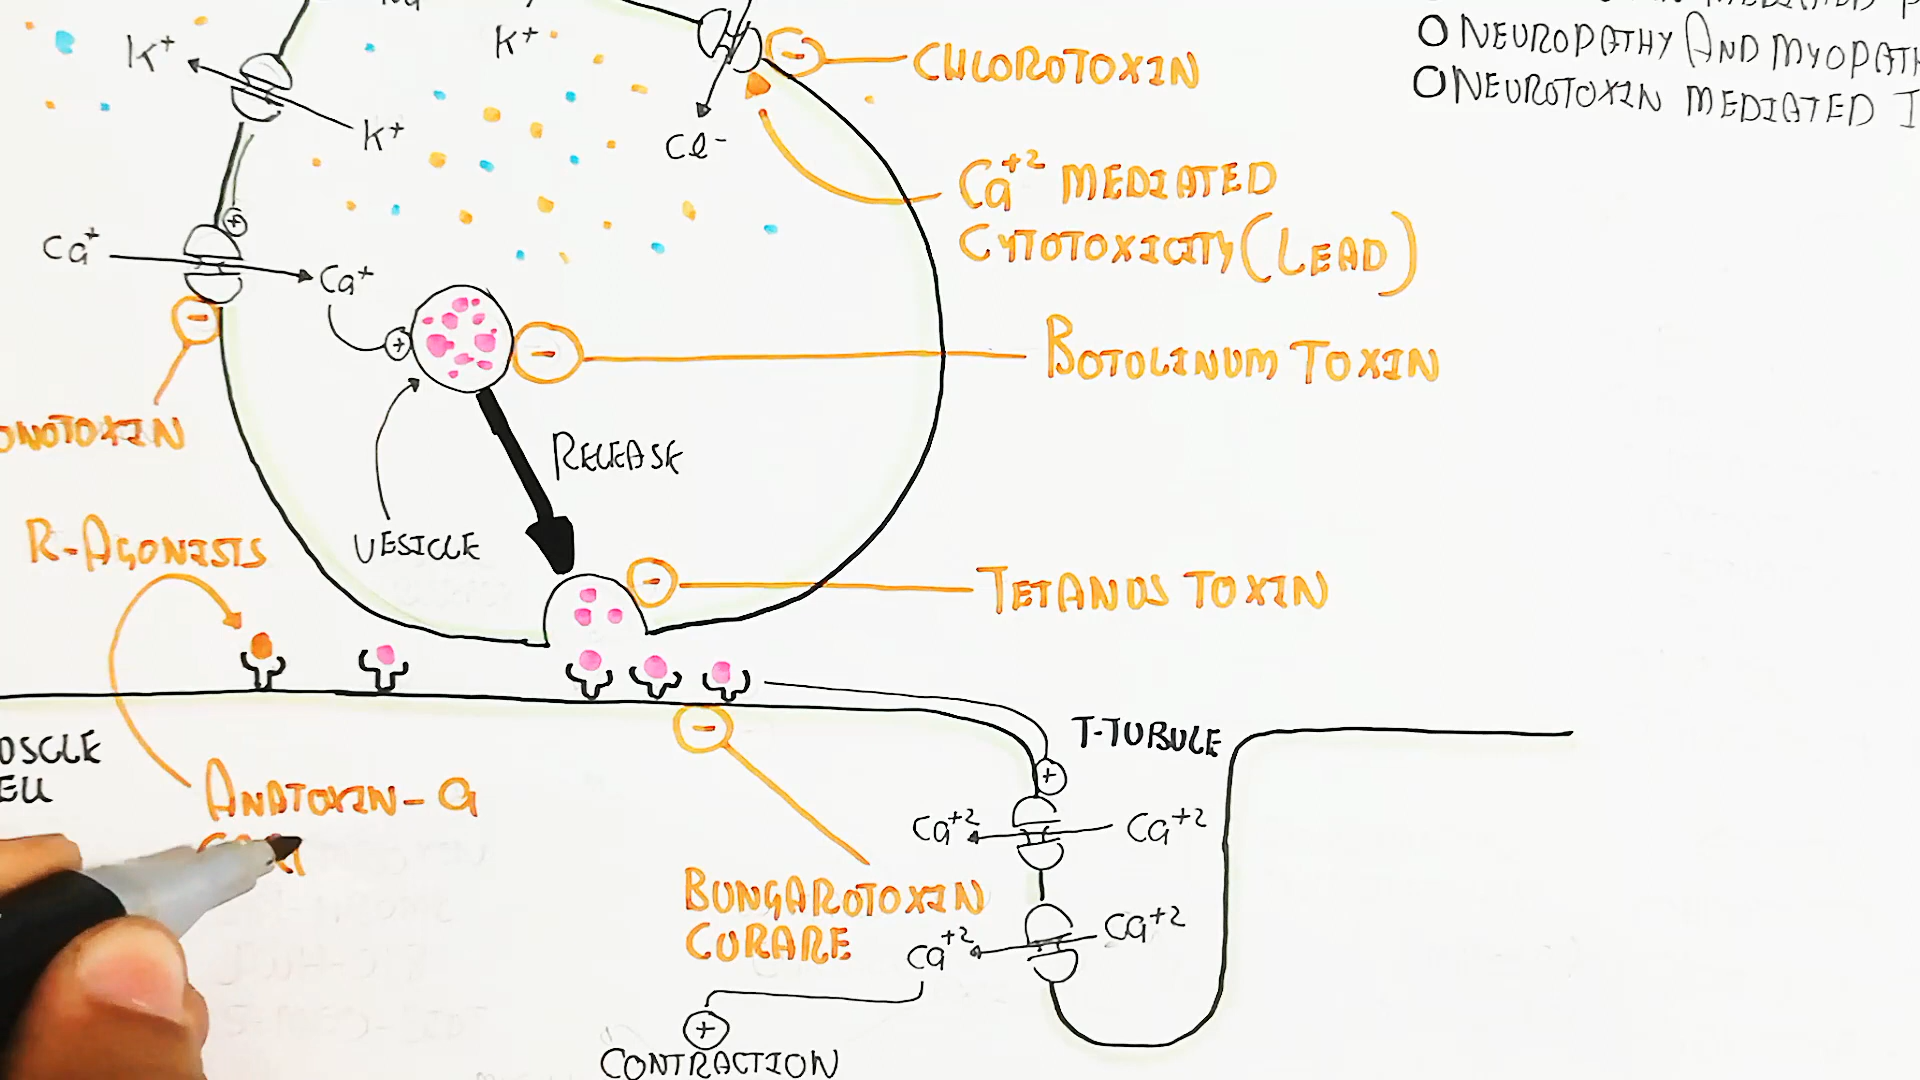 K+
K+
K+
Cl-
CHLOROTOXIN
NEUROPATHY AND MYOPATH
NEUROTOXIN MEDIATED I
Ca+2 MEDIATED
CYTOTOXICITY (LEAD)
+
Ca+
Ca+
-
+
-
-
BOTOLINUM TOXIN
ONOTOXIN
RELEASE
VESICLE
R-AGONISTS
-
TETANUS TOXIN
-
T-TUBULE
USCLE
ELL
+
ANATOXIN-a
Ca+2
Ca+2
BUNGAROTOXIN
CURARE
Ca+2
Ca+2
+
CONTRACTION